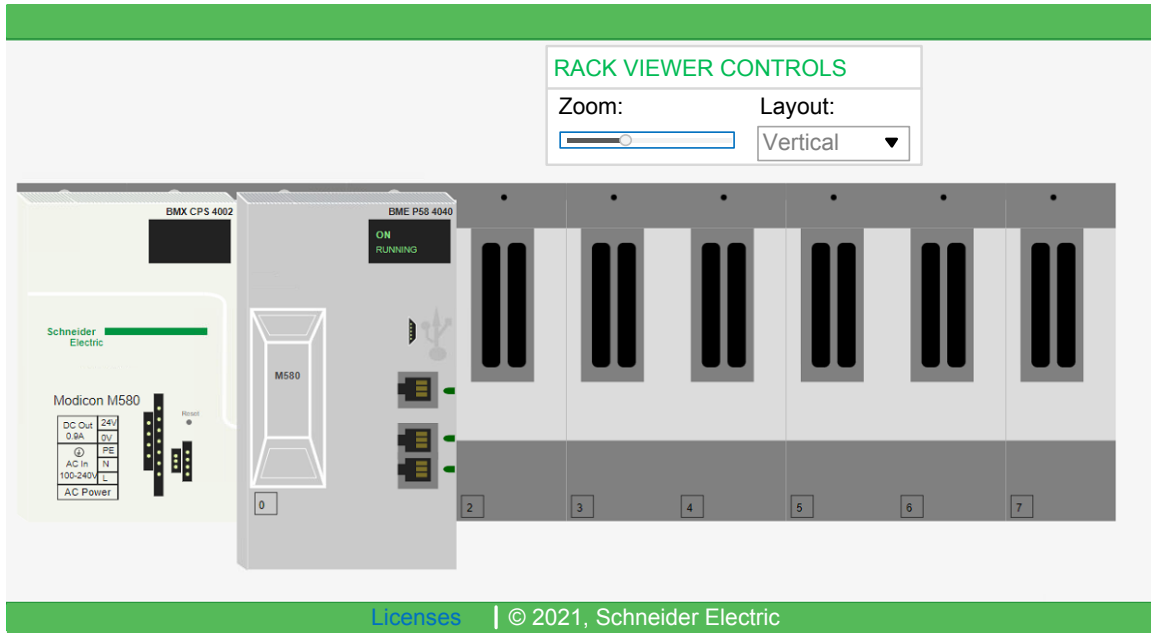 RACK VIEWER CONTROLS
Zoom:
Layout:
Vertical
BMX CPS 4002
BME P58 4040
ON
RUNNING
Schneider
Electric
M580
Modicon M580
Reset
DC Out 24V
0.9A 0V
PE
AC In N
100-240V L
AC Power
0
2
3
4
5
6
7
Licenses | © 2021, Schneider Electric